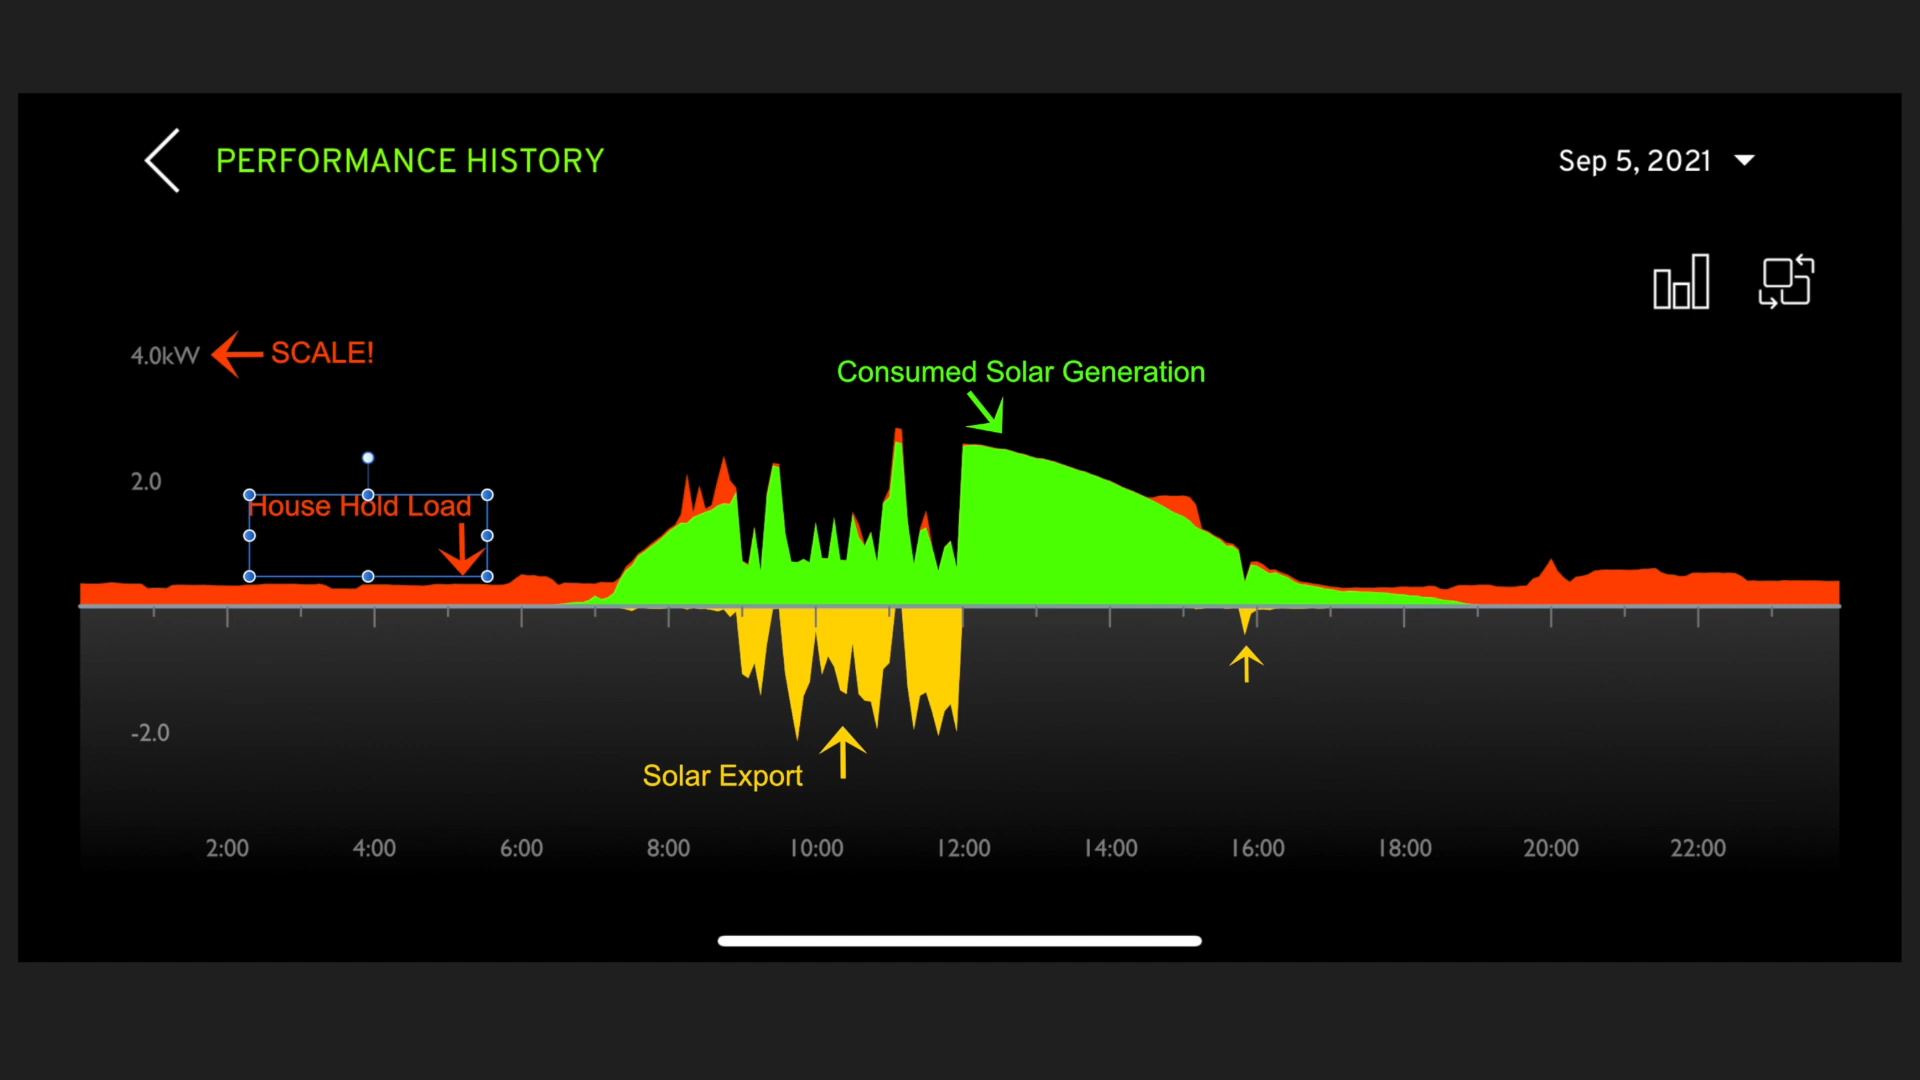 PERFORMANCE HISTORY
Sep 5, 2021
4.0kW
SCALE!
Consumed Solar Generation
2.0
House Hold Load
-2.0
Solar Export
2:00 4:00 6:00 8:00 10:00 12:00 14:00 16:00 18:00 20:00 22:00